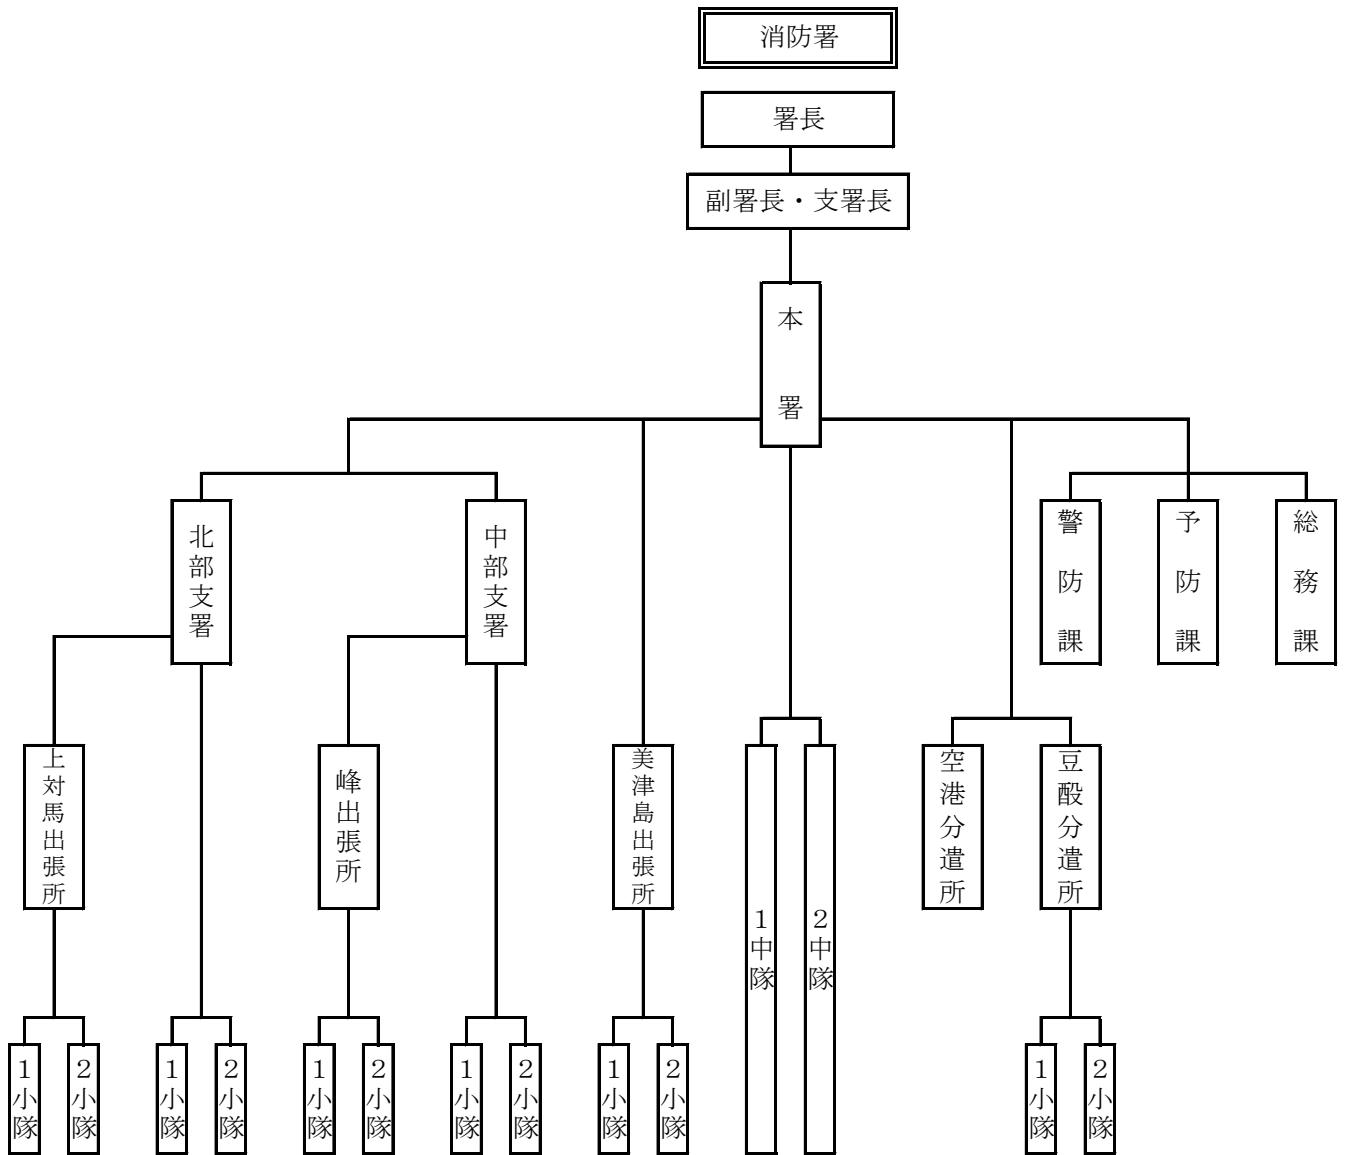 消防署
署長
副署長・支署長
本署
北部支署
中部支署
警防課
予防課
総務課
上対馬出張所
峰出張所
美津島出張所
空港分遣所
豆酘分遣所
1中隊
2中隊
1小隊
2小隊
1小隊
2小隊
1小隊
2小隊
1小隊
2小隊
1小隊
2小隊
1小隊
2小隊